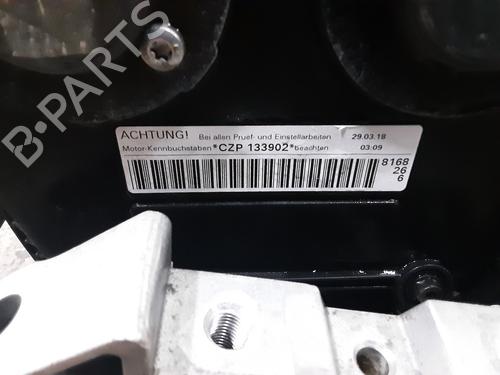 B-PARTS
ACHTUNG! Bei allen Pruef- und Einstellarbeiten 29.03.18
Motor-Kennbuchstaben *CZP 133902* beachten 03:09
8168
26
6
B-PARTS